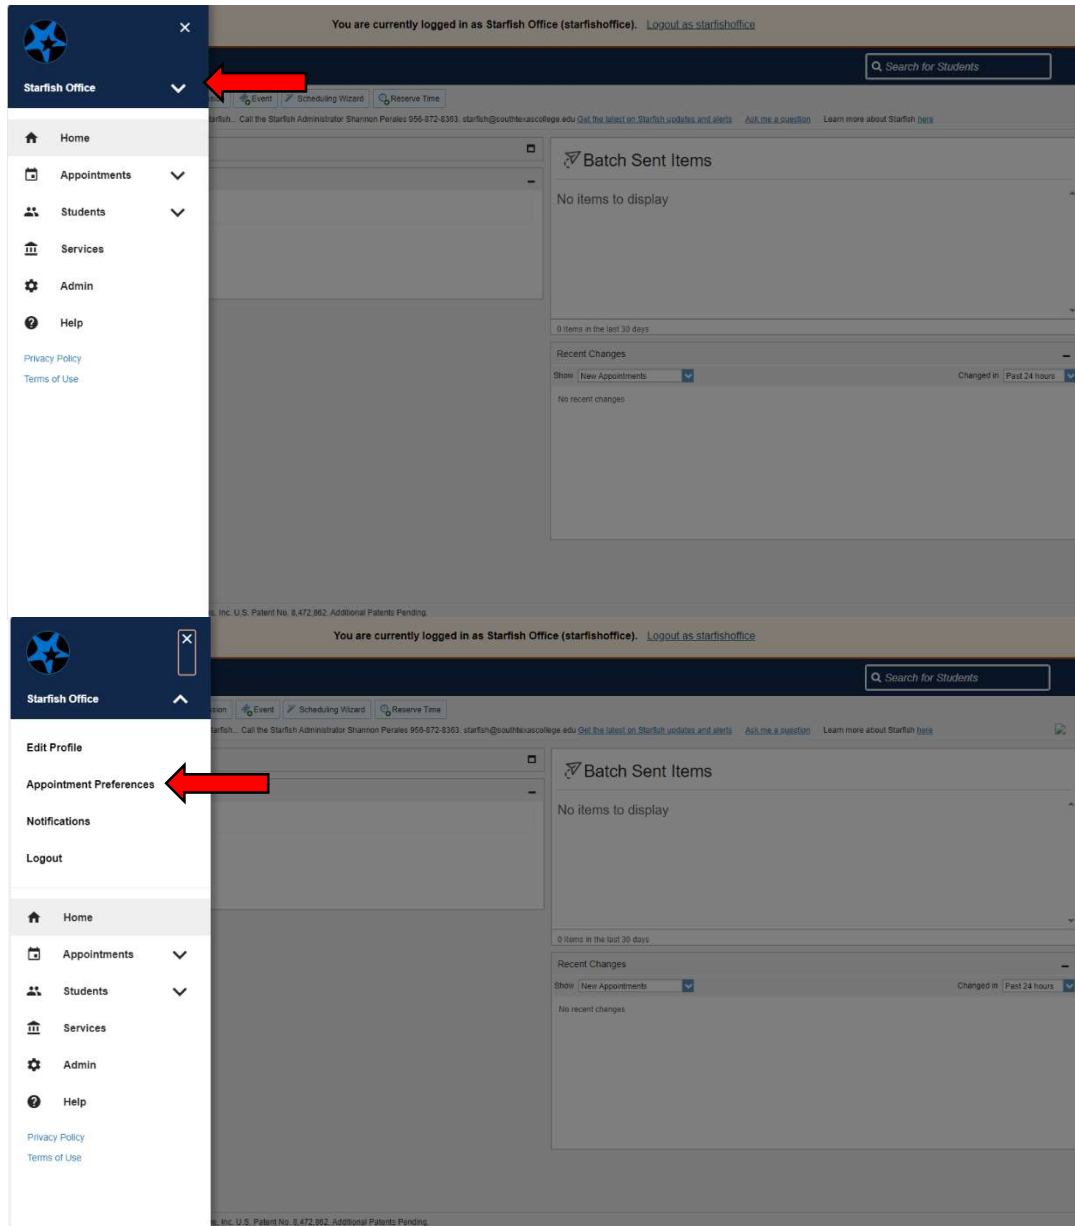 You are currently logged in as Starfish Office (starfishoffice). Logout as starfishoffice
Starfish Office
Search for Students
Event Scheduling Wizard Reserve Time
Call the Starfish Administrator Shannon Perales 956-872-8363. starfish@southtexascollege.edu Get the latest on Starfish updates and alerts Ask me a question Learn more about Starfish here
Home
Appointments
Students
Services
Admin
Help
Privacy Policy
Terms of Use
Batch Sent Items
No items to display
0 items in the last 30 days
Recent Changes
Show New Appointments Changed in Past 24 hours
No recent changes
Inc. U.S. Patent No. 8,472,862. Additional Patents Pending.
You are currently logged in as Starfish Office (starfishoffice). Logout as starfishoffice
Starfish Office
Search for Students
Event Scheduling Wizard Reserve Time
Call the Starfish Administrator Shannon Perales 956-872-8363. starfish@southtexascollege.edu Get the latest on Starfish updates and alerts Ask me a question Learn more about Starfish here
Edit Profile
Appointment Preferences
Notifications
Logout
Home
Appointments
Students
Services
Admin
Help
Privacy Policy
Terms of Use
Batch Sent Items
No items to display
0 items in the last 30 days
Recent Changes
Show New Appointments Changed in Past 24 hours
No recent changes
Inc. U.S. Patent No. 8,472,862. Additional Patents Pending.